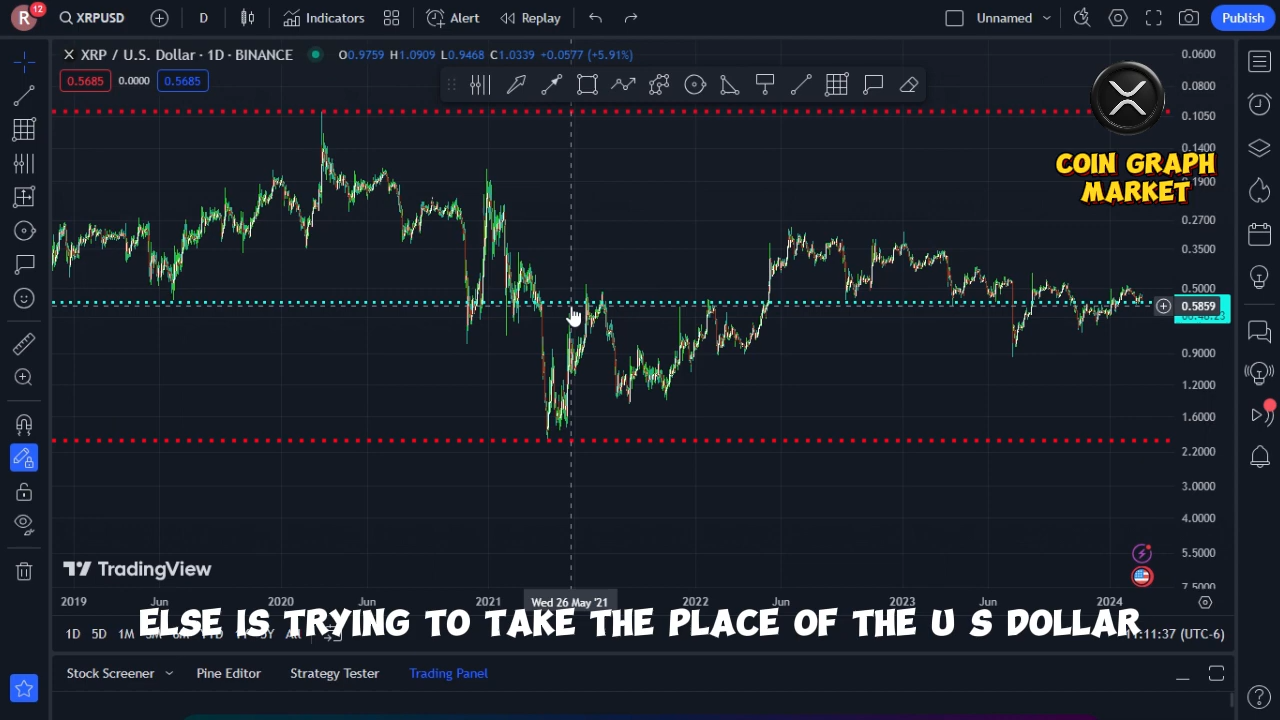 R 12 XRPUSD D Indicators Alert Replay Unnamed Publish
XRP / U.S. Dollar · 1D · BINANCE O0.9759 H1.0909 L0.9468 C1.0339 +0.0577 (+5.91%)
0.5685 0.0000 0.5685
COIN GRAPH
MARKET
0.0600
0.0800
0.1050
0.1400
0.1900
0.2700
0.3500
0.5000
0.5859
0.9000
1.2000
1.6000
2.2000
3.0000
4.0000
5.5000
7.5000
TradingView
2019 Jun 2020 Jun 2021 Wed 26 May '21 2022 Jun 2023 Jun 2024
ELSE IS TRYING TO TAKE THE PLACE OF THE U S DOLLAR
1D 5D 1M 11:37 (UTC-6)
Stock Screener Pine Editor Strategy Tester Trading Panel